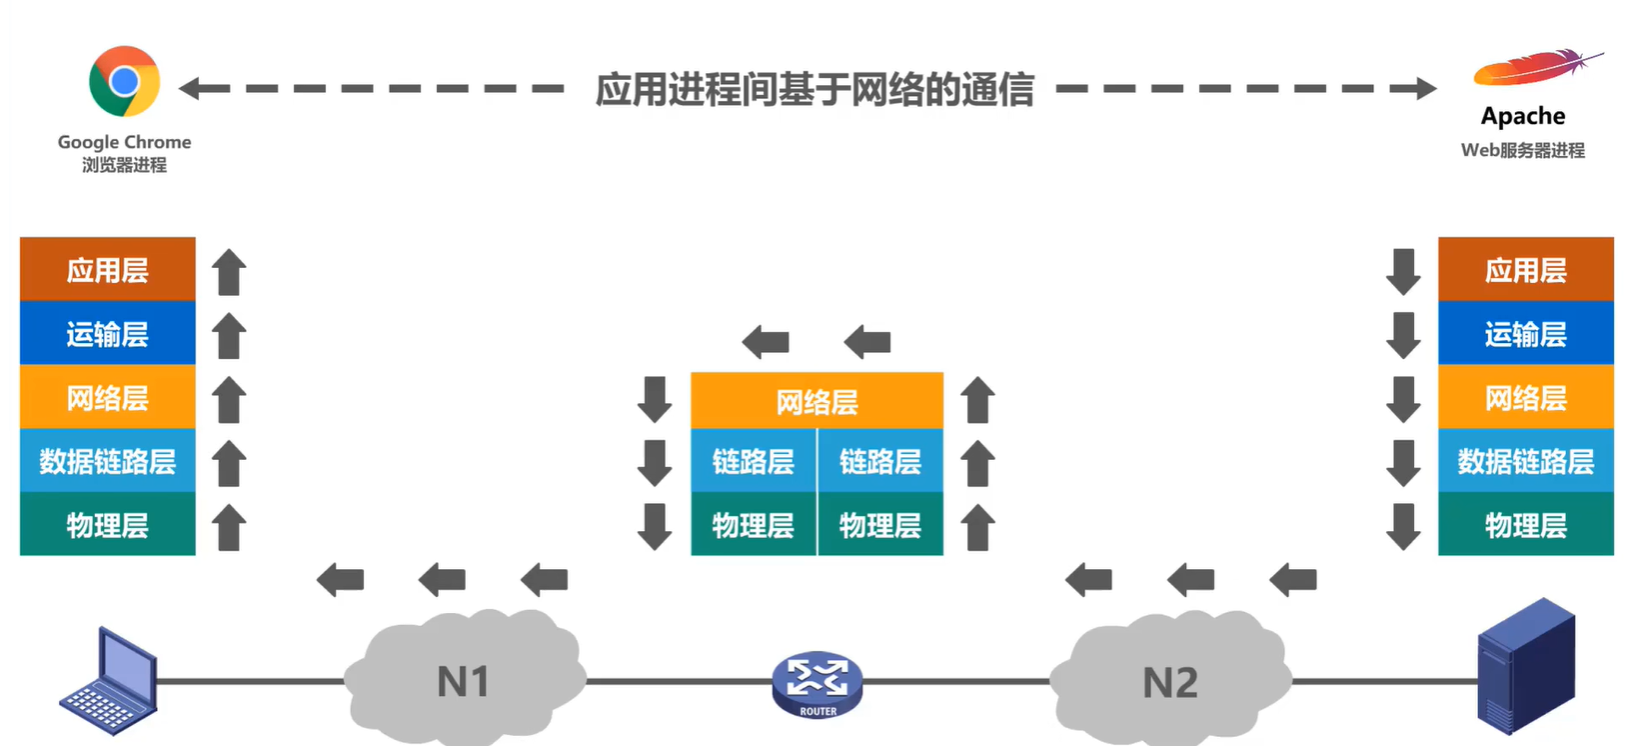 应用进程间基于网络的通信
Google Chrome
浏览器进程
Apache
Web服务器进程
应用层
运输层
网络层
数据链路层
物理层
网络层
链路层 链路层
物理层 物理层
应用层
运输层
网络层
数据链路层
物理层
N1
ROUTER
N2